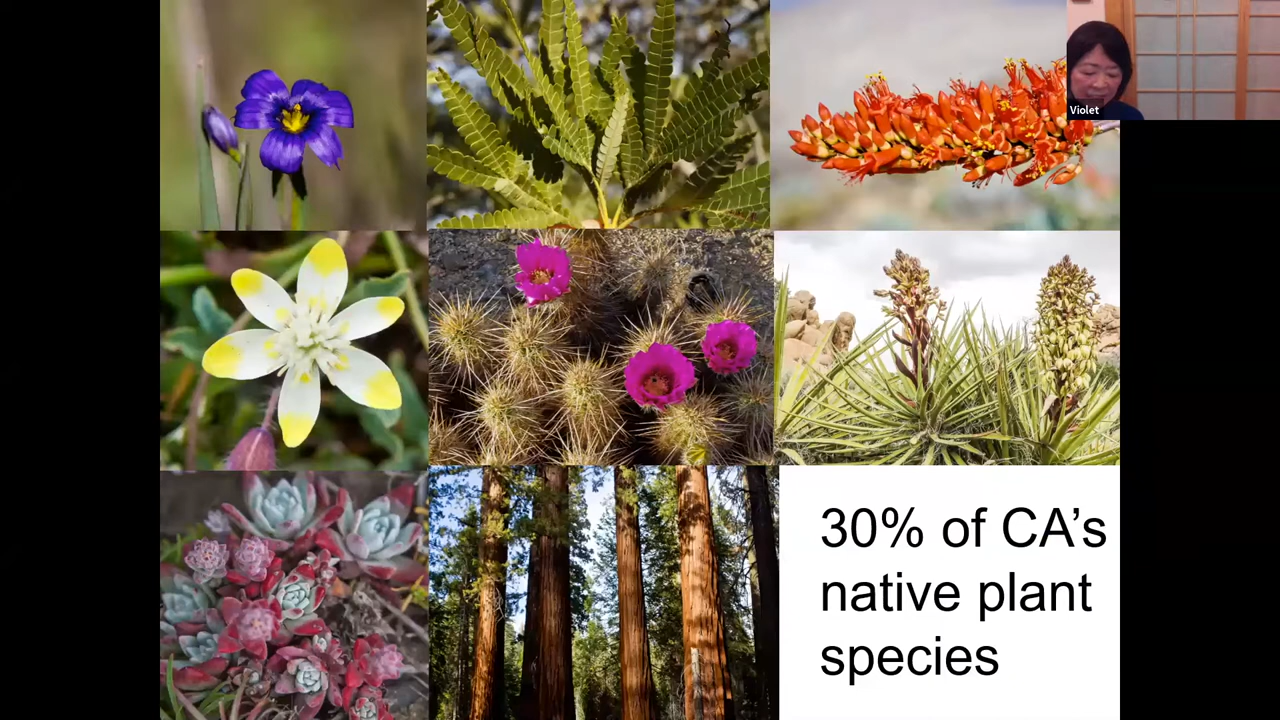 Violet
30% of CA’s
native plant
species